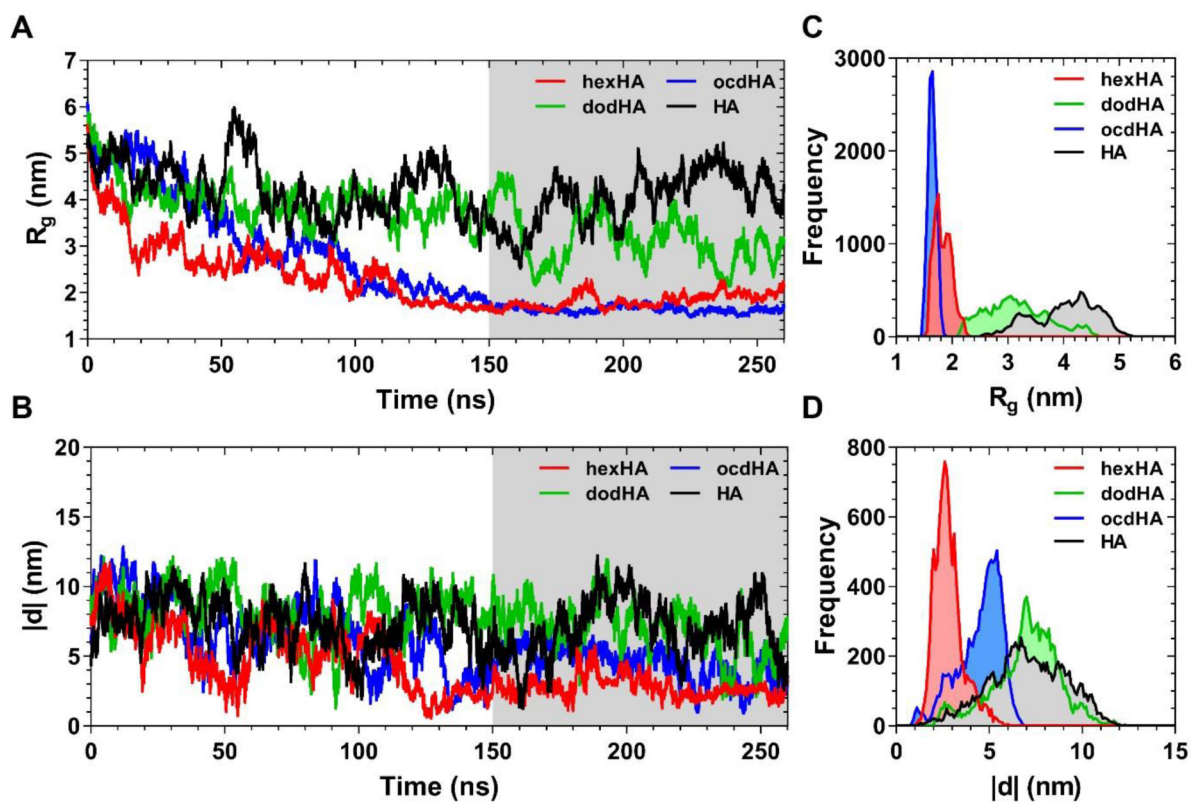 A
7
6
5
4
3
2
1
Rg (nm)
hexHA
ocdHA
dodHA
HA
0 50 100 150 200 250
Time (ns)
C
3000
2000
1000
0
Frequency
hexHA
dodHA
ocdHA
HA
1 2 3 4 5 6
Rg (nm)
B
20
15
10
5
0
|d| (nm)
hexHA
ocdHA
dodHA
HA
0 50 100 150 200 250
Time (ns)
D
800
600
400
200
0
Frequency
hexHA
dodHA
ocdHA
HA
0 5 10 15
|d| (nm)